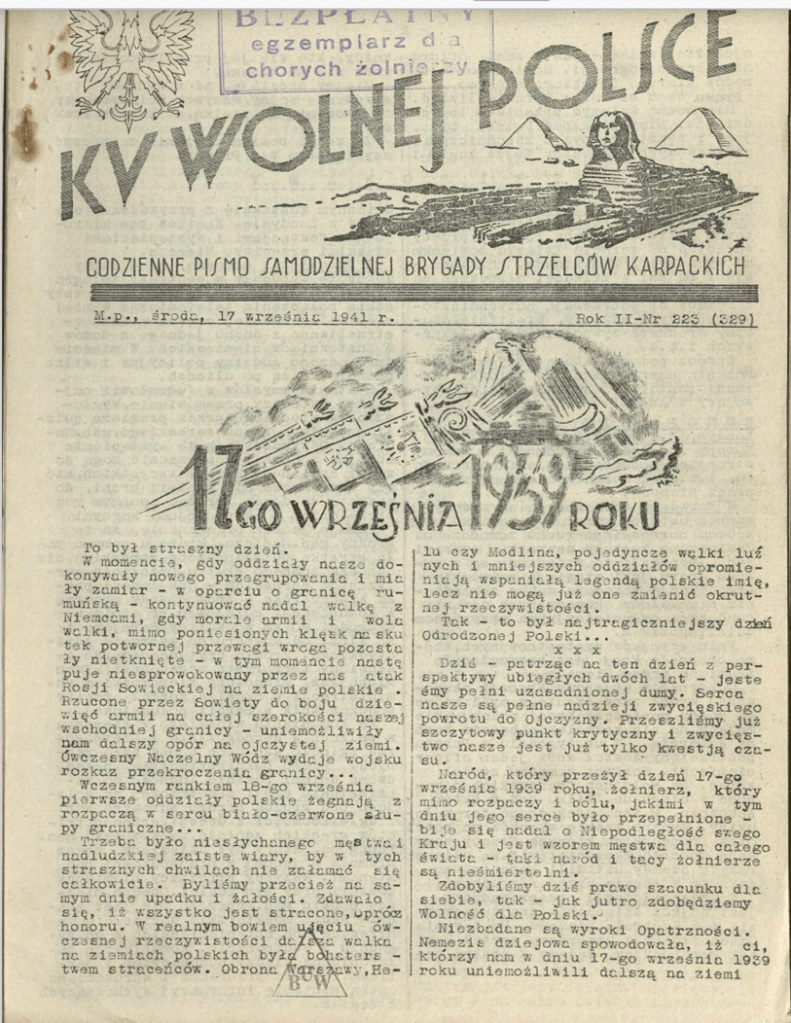 BEZPŁATNY
egzemplarz dla
chorych żołnierzy
KU WOLNEJ POLSCE
CODZIENNE PISMO SAMODZIELNEJ BRYGADY STRZELCÓW KARPACKICH
M.p., środa, 17 września 1941 r.
Rok II-Nr 223 (329)
17GO WRZEŚNIA 1939 ROKU
To był straszny dzień.
W momencie, gdy oddziały nasze do-
konywały nowego przegrupowania i mia
ły zamiar - w oparciu o granicę ru-
muńską - kontynuować nadal walkę z
Niemcami, gdy morale armii i wola
walki, mimo poniesionych klęsk na sku
tek potwornej przewagi wroga pozosta
ły nietknięte - w tym momencie nastę
puje niesprowokowany przez nas atak
Rosji Sowieckiej na ziemie polskie .
Rzucone przez Sowiety do boju dzie-
więć armii na całej szerokości naszej
wschodniej granicy - uniemożliwiły
nam dalszy opór na ojczystej ziemi.
Ówczesny Naczelny Wódz wydaje wojsku
rozkaz przekroczenia granicy...
Wczesnym rankiem 18-go września
pierwsze oddziały polskie żegnają z
rozpaczą w sercu biało-czerwone słu-
py graniczne...
Trzeba było niesłychanego męstwa i
nadludzkiej zaiste wiary, by w tych
strasznych chwilach nie załamać się
całkowicie. Byliśmy przecież na sa-
mym dnie upadku i żałości. Zdawało
się, iż wszystko jest stracone, oprócz
honoru. W realnym bowiem ujęciu ów-
czesnej rzeczywistości dalsza walka
na ziemiach polskich była bohaters -
twem straceńców. Obrona Warszawy, He-
lu czy Modlina, pojedyncze walki luź
nych i mniejszych oddziałów opromie-
niają wspaniałą legendą polskie imię,
lecz nie mogą już one zmienić okrut-
nej rzeczywistości.
Tak - to był najtragiczniejszy dzień
Odrodzonej Polski...
x x x
Dziś - patrząc na ten dzień z per-
spektywy ubiegłych dwóch lat - jeste
śmy pełni uzasadnionej dumy. Serca
nasze są pełne nadziei zwycięskiego
powrotu do Ojczyzny. Przeszliśmy już
szczytowy punkt krytyczny i zwycięs-
two nasze jest już tylko kwestją cza-
su.
Naród, który przeżył dzień 17-go
września 1939 roku, żołnierz, który
mimo rozpaczy i bólu, jakimi w tym
dniu jego serce było przepełnione -
bije się nadal o Niepodległość swego
Kraju i jest wzorem męstwa dla całego
świata - taki naród i tacy żołnierze
są nieśmiertelni.
Zdobyliśmy dziś prawo szacunku dla
siebie, tak - jak jutro zdobędziemy
Wolność dla Polski.
Niezbadane są wyroki Opatrzności.
Nemezis dziejowa spowodowała, iż ci,
którzy nam w dniu 17-go września 1939
roku uniemożliwili dalszą na ziemi
BUW